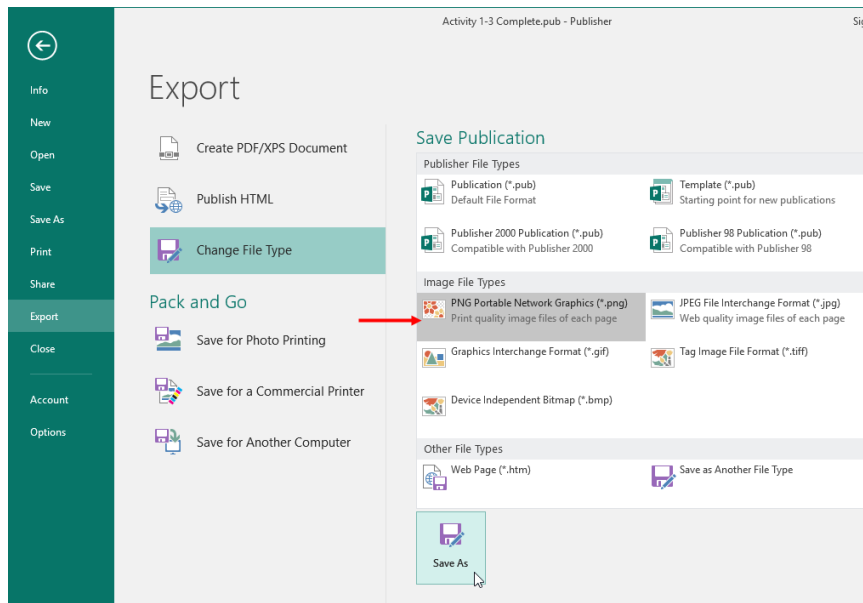 Activity 1-3 Complete.pub - Publisher
Info
New
Open
Save
Save As
Print
Share
Export
Close
Account
Options
Export
Create PDF/XPS Document
Publish HTML
Change File Type
Pack and Go
Save for Photo Printing
Save for a Commercial Printer
Save for Another Computer
Save Publication
Publisher File Types
Publication (*.pub)
Default File Format
Template (*.pub)
Starting point for new publications
Publisher 2000 Publication (*.pub)
Compatible with Publisher 2000
Publisher 98 Publication (*.pub)
Compatible with Publisher 98
Image File Types
PNG Portable Network Graphics (*.png)
Print quality image files of each page
JPEG File Interchange Format (*.jpg)
Web quality image files of each page
Graphics Interchange Format (*.gif)
Tag Image File Format (*.tiff)
Device Independent Bitmap (*.bmp)
Other File Types
Web Page (*.htm)
Save as Another File Type
Save As